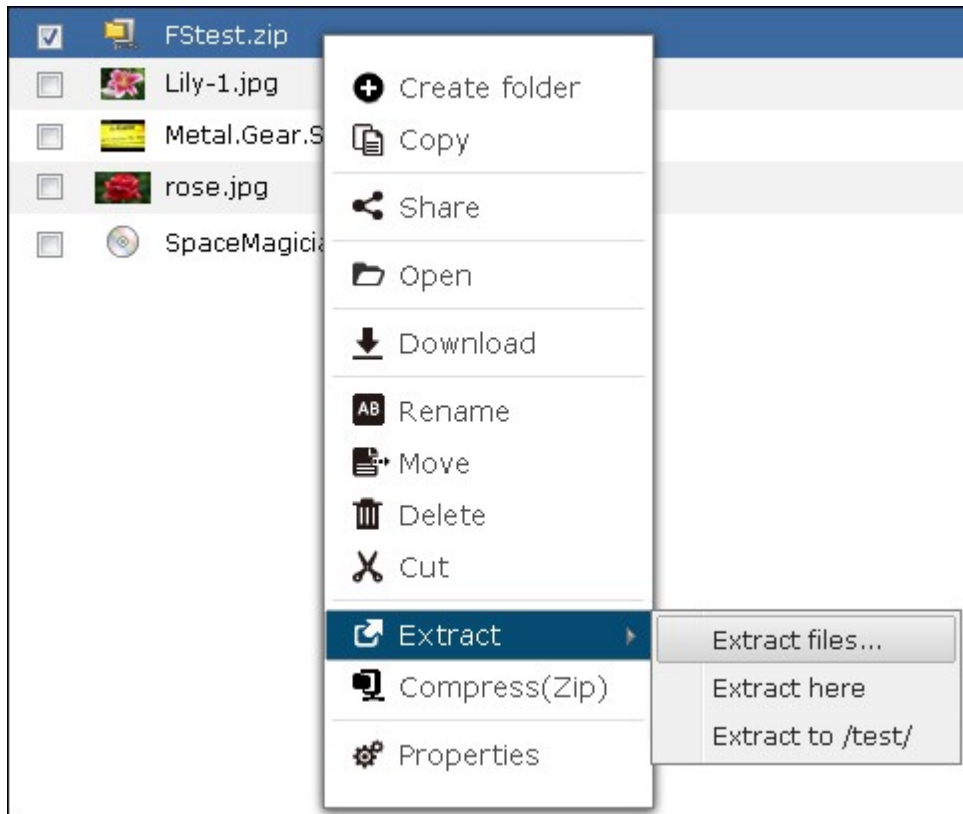 FStest.zip
Lily-1.jpg
Metal.Gear.S
rose.jpg
SpaceMagicia
Create folder
Copy
Share
Open
Download
AB Rename
Move
Delete
Cut
Extract
Compress(Zip)
Properties
Extract files...
Extract here
Extract to /test/